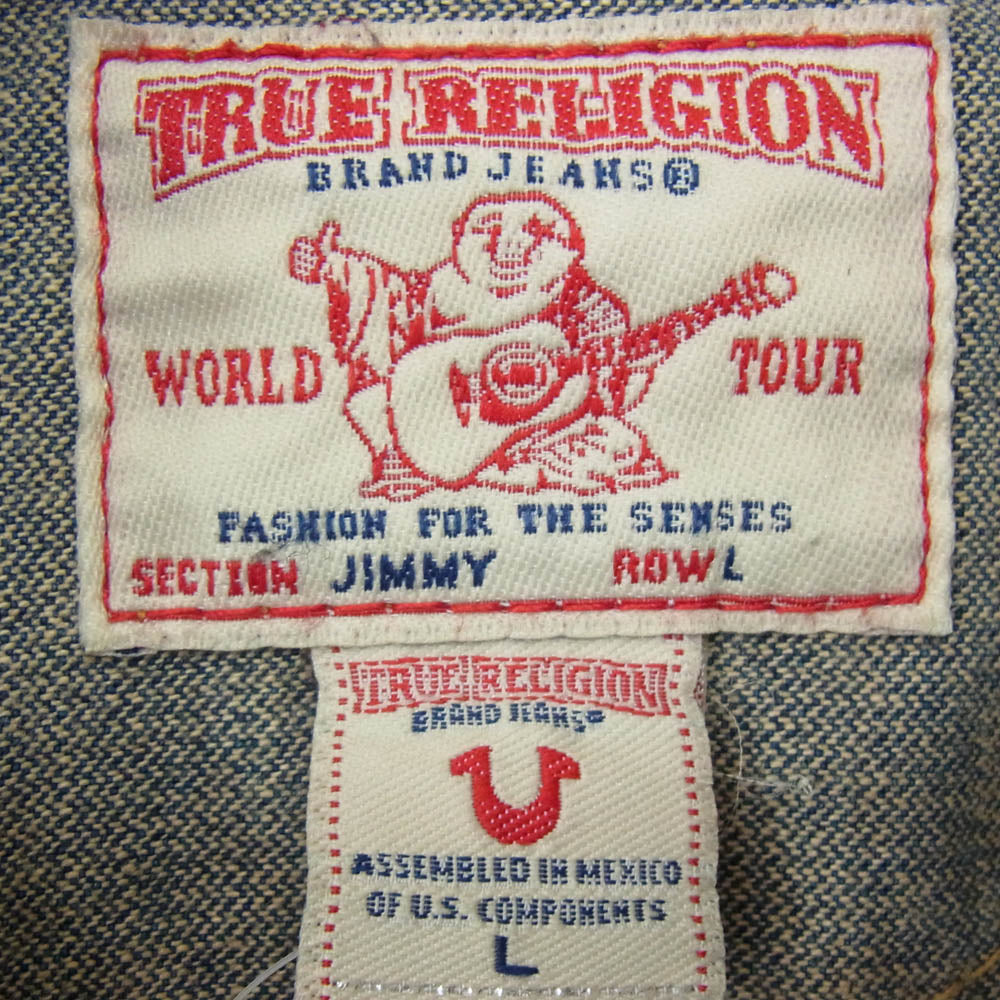 TRUE RELIGION
BRAND JEANS®
WORLD TOUR
FASHION FOR THE SENSES
SECTION JIMMY ROW L
TRUE RELIGION
BRAND JEANS®
ASSEMBLED IN MEXICO
OF U.S. COMPONENTS
L